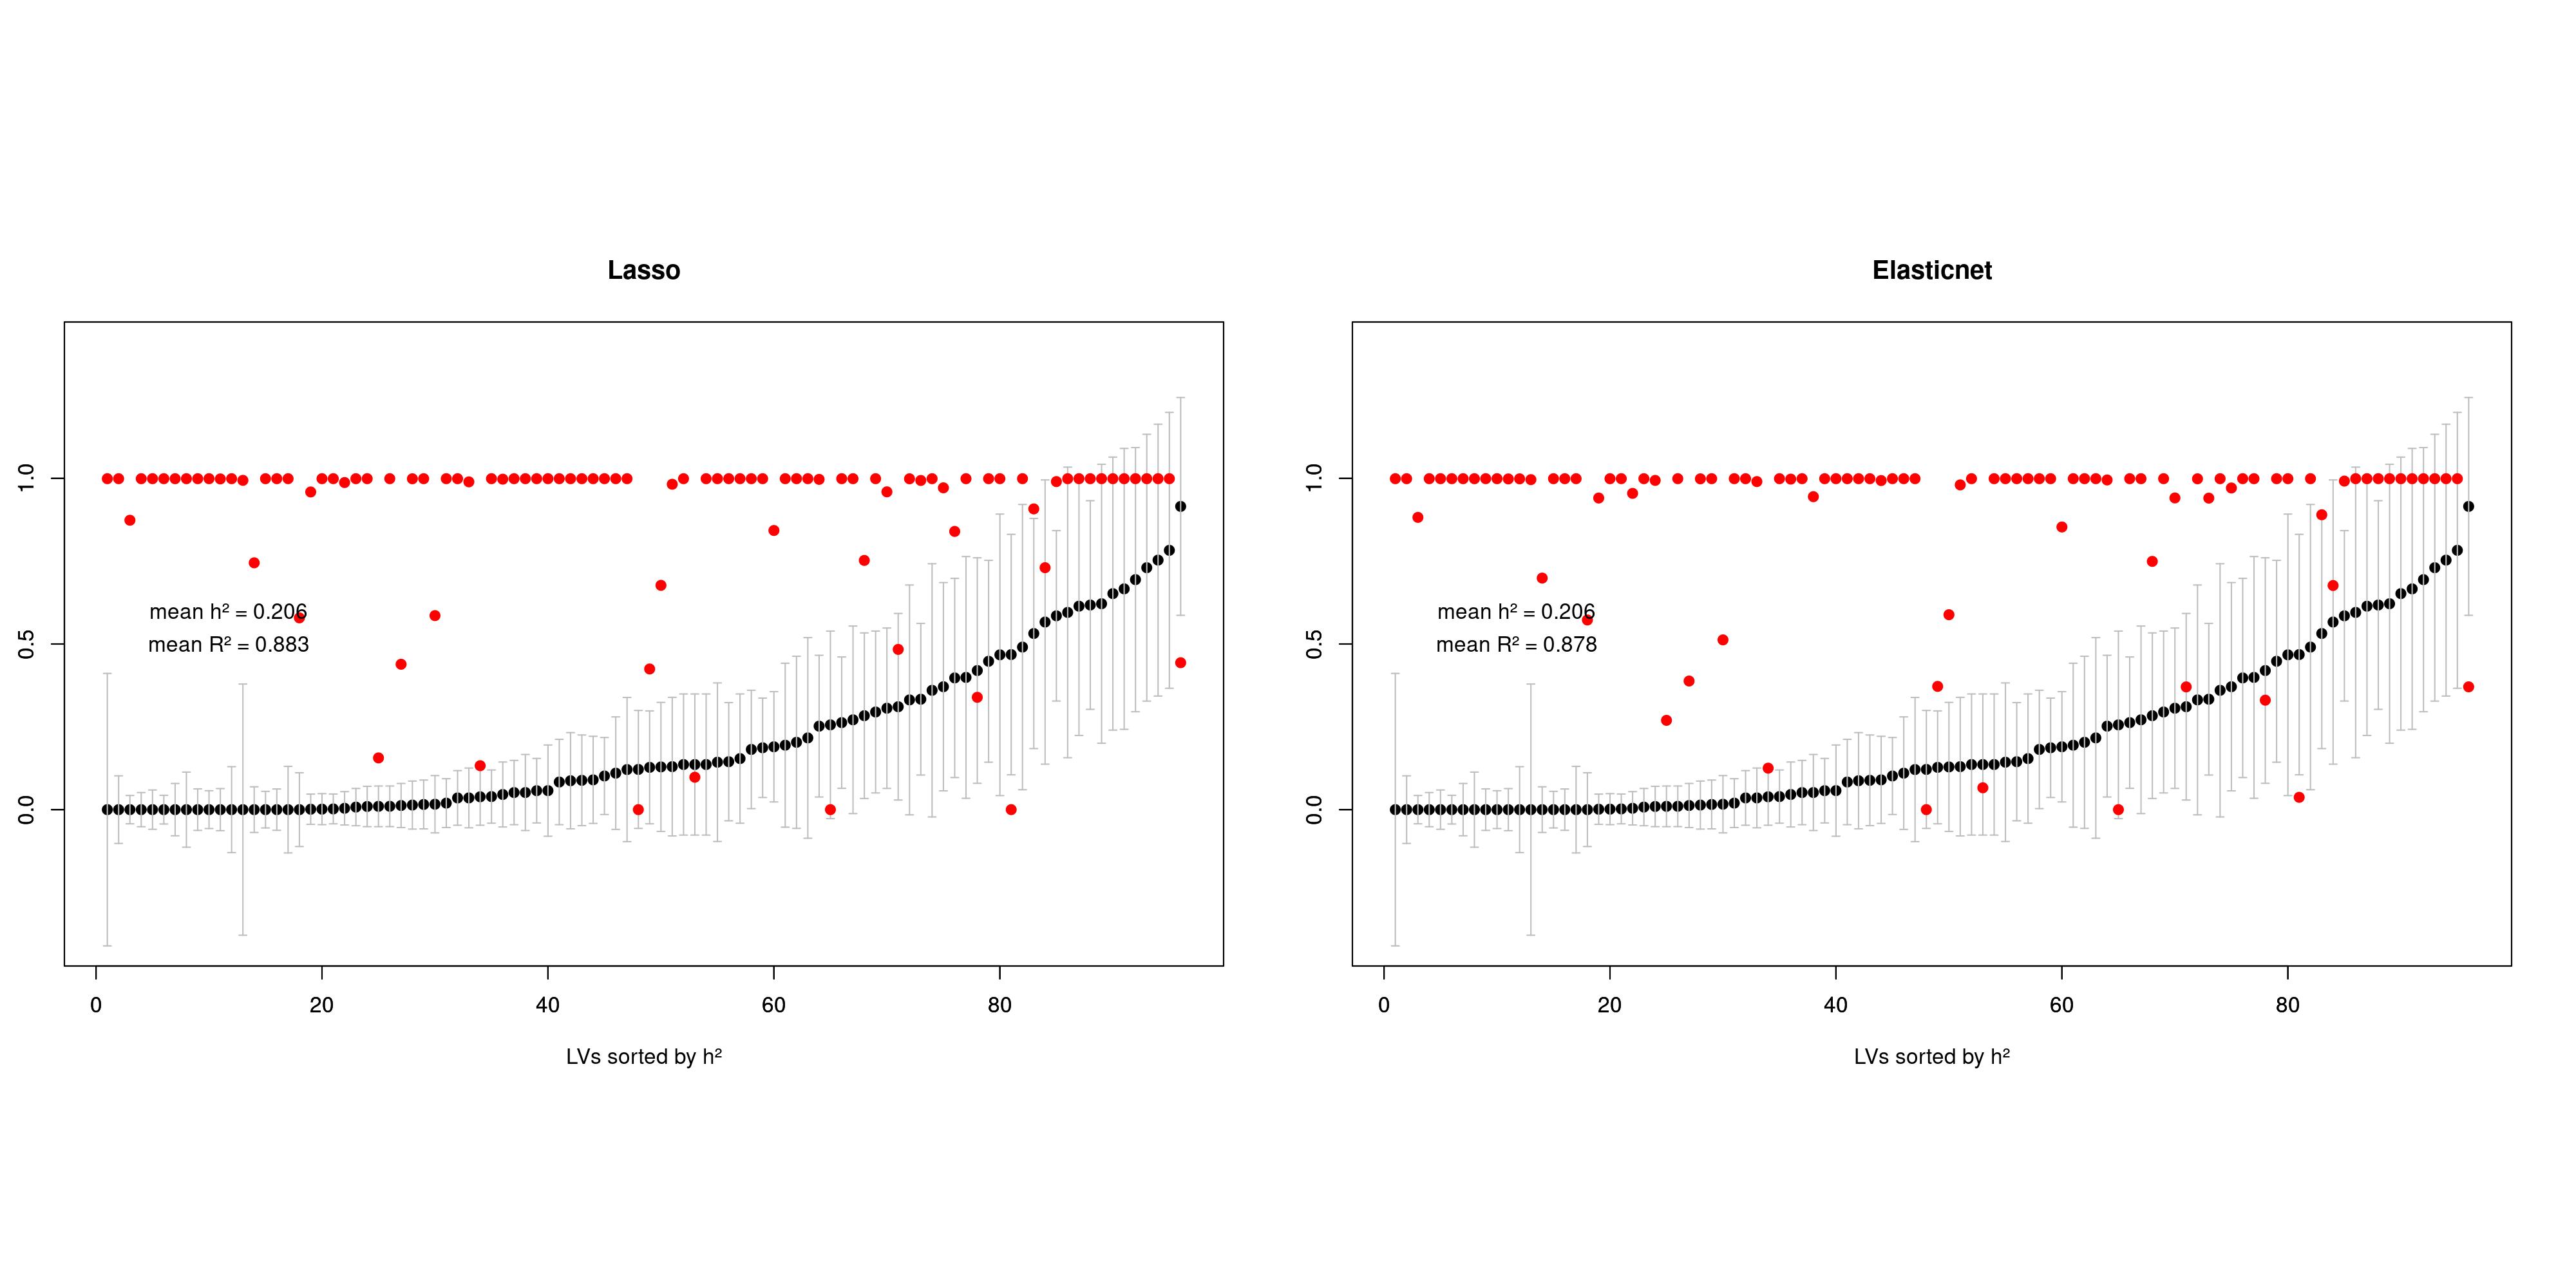 Lasso
1.0
0.5
0.0
mean h² = 0.206
mean R² = 0.883
0 20 40 60 80
LVs sorted by h²
Elasticnet
1.0
0.5
0.0
mean h² = 0.206
mean R² = 0.878
0 20 40 60 80
LVs sorted by h²